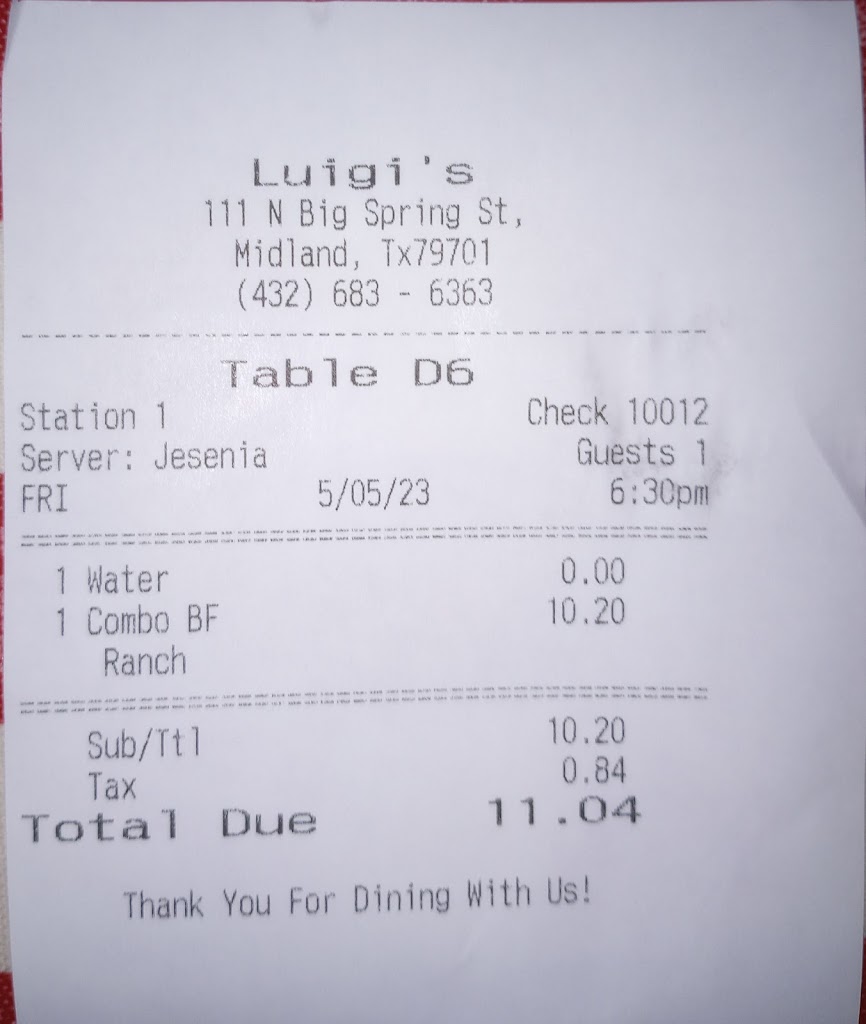 Luigi's
111 N Big Spring St,
Midland, Tx79701
(432) 683 - 6363
Table D6
Station 1 Check 10012
Server: Jesenia Guests 1
FRI 5/05/23 6:30pm
1 Water 0.00
1 Combo BF 10.20
Ranch
Sub/Ttl 10.20
Tax 0.84
Total Due 11.04
Thank You For Dining With Us!